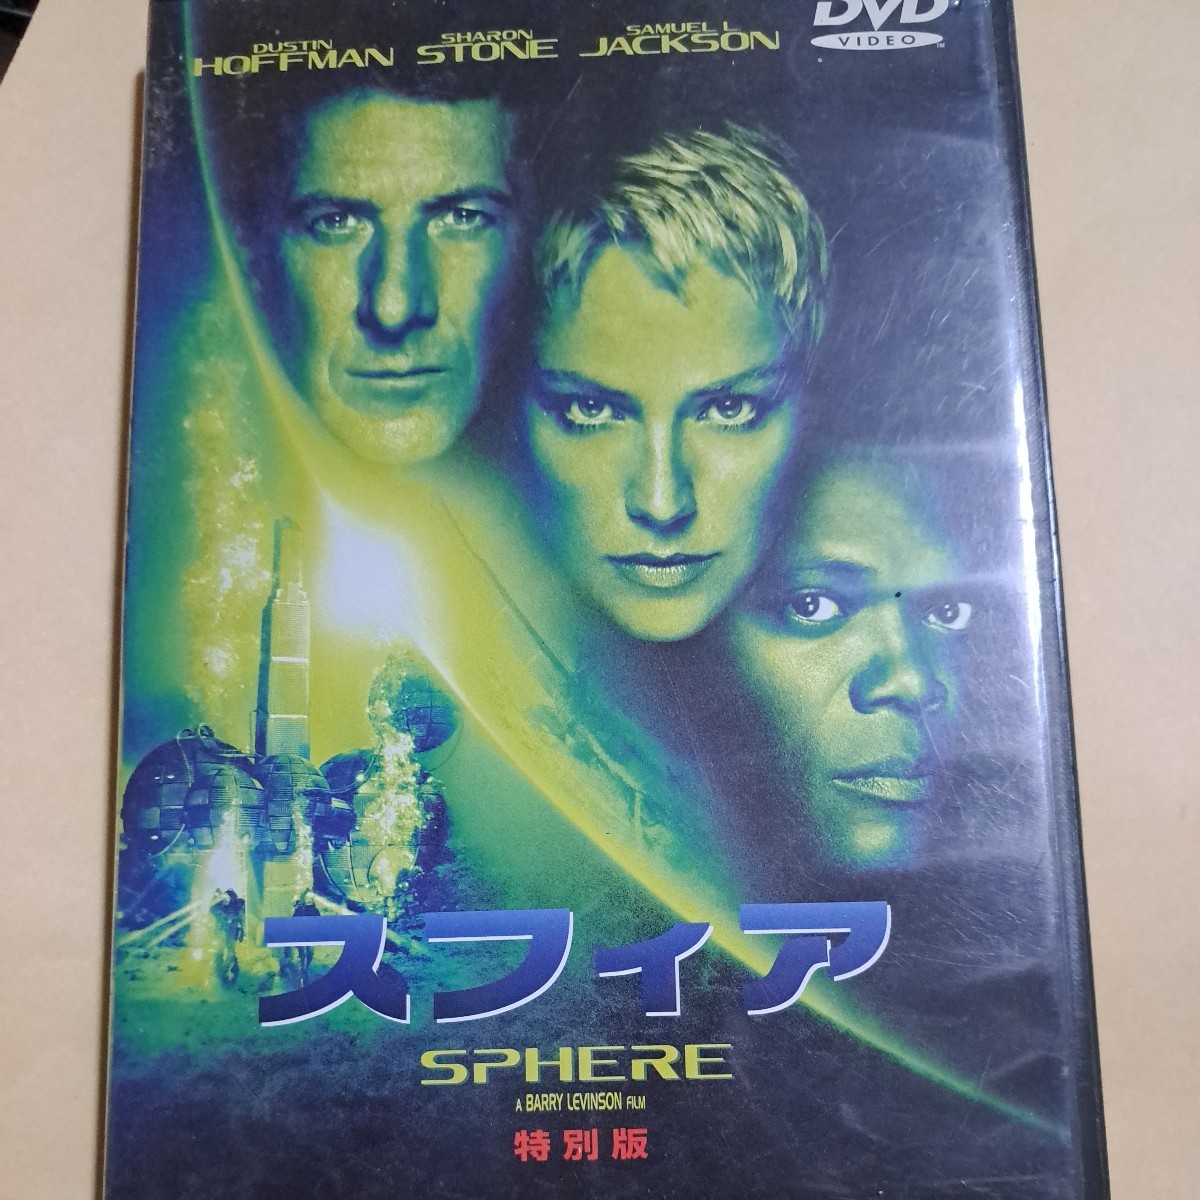 DUSTIN HOFFMAN
SHARON STONE
SAMUEL L. JACKSON
DVD
VIDEO
TM
スフィア
SPHERE
A BARRY LEVINSON FILM
特別版